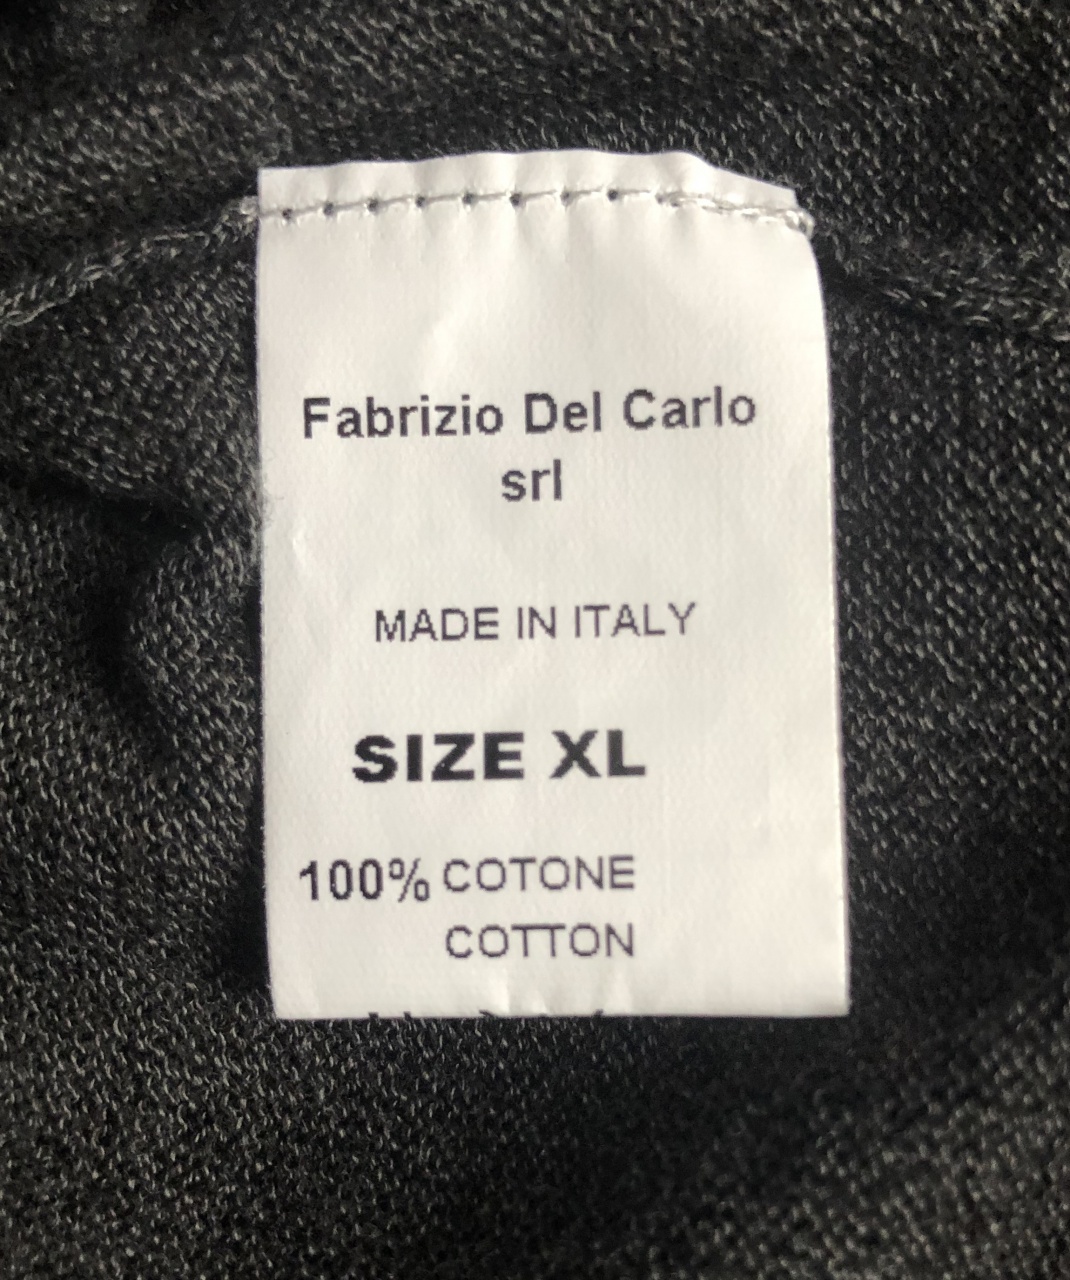 Fabrizio Del Carlo
srl
MADE IN ITALY
SIZE XL
100% COTONE
COTTON